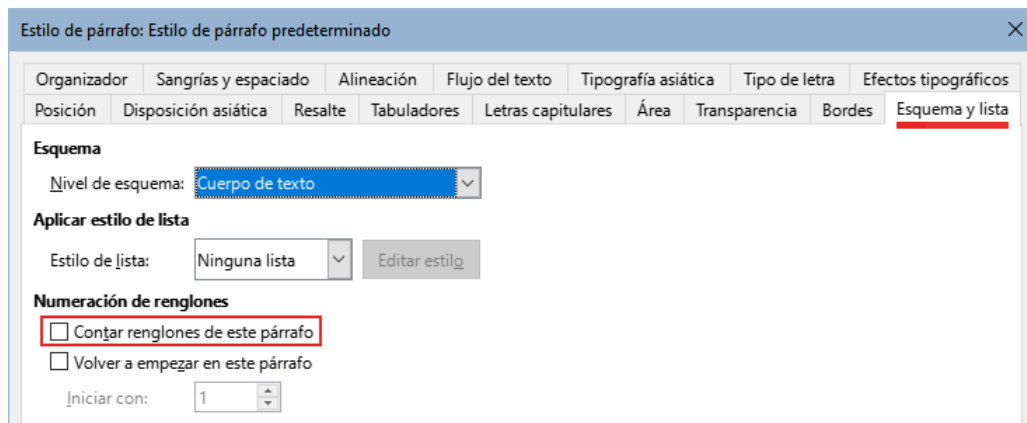 Estilo de párrafo: Estilo de párrafo predeterminado
Organizador Sangrías y espaciado Alineación Flujo del texto Tipografía asiática Tipo de letra Efectos tipográficos
Posición Disposición asiática Resalte Tabuladores Letras capitulares Área Transparencia Bordes Esquema y lista
Esquema
Nivel de esquema: Cuerpo de texto
Aplicar estilo de lista
Estilo de lista: Ninguna lista Editar estilo
Numeración de renglones
Contar renglones de este párrafo
Volver a empezar en este párrafo
Iniciar con: 1